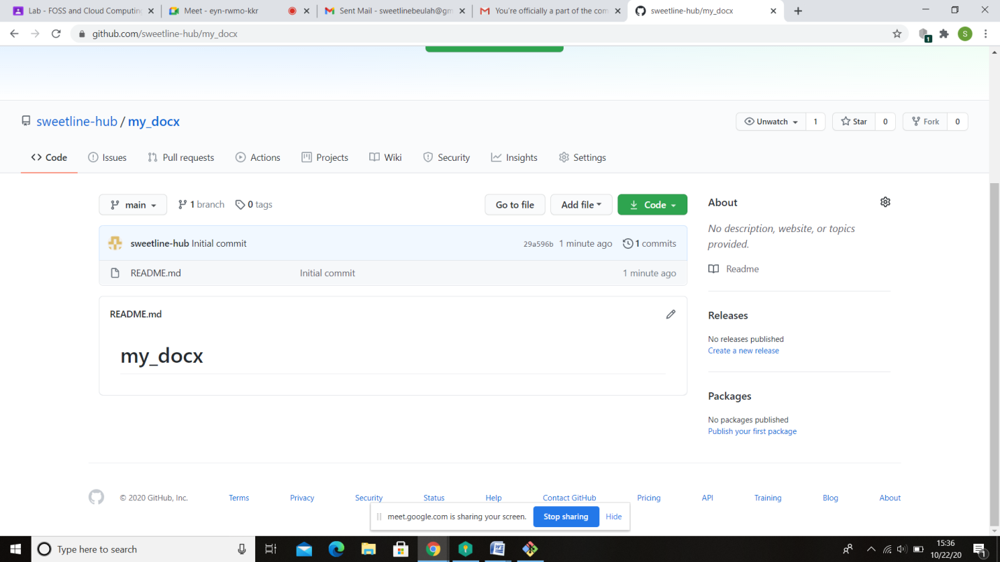 Lab - FOSS and Cloud Computing
Meet - eyn-rwmo-kkr
Sent Mail - sweetlinebeulah@gm
You're officially a part of the com
sweetline-hub/my_docx
github.com/sweetline-hub/my_docx
1
S
sweetline-hub / my_docx
Unwatch 1
Star 0
Fork 0
Code
Issues
Pull requests
Actions
Projects
Wiki
Security
Insights
Settings
main
1 branch
0 tags
Go to file
Add file
Code
sweetline-hub Initial commit
29a596b 1 minute ago
1 commits
README.md
Initial commit
1 minute ago
README.md
my_docx
About
No description, website, or topics
provided.
Readme
Releases
No releases published
Create a new release
Packages
No packages published
Publish your first package
© 2020 GitHub, Inc.
Terms
Privacy
Security
Status
Help
Contact GitHub
Pricing
API
Training
Blog
About
meet.google.com is sharing your screen.
Stop sharing
Hide
Type here to search
15:36
10/22/20
1